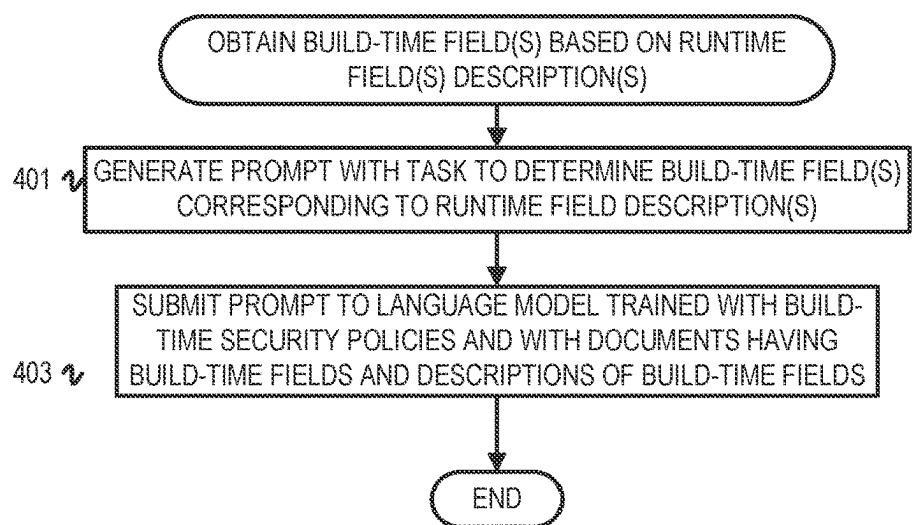 OBTAIN BUILD-TIME FIELD(S) BASED ON RUNTIME
FIELD(S) DESCRIPTION(S)
401
GENERATE PROMPT WITH TASK TO DETERMINE BUILD-TIME FIELD(S)
CORRESPONDING TO RUNTIME FIELD DESCRIPTION(S)
SUBMIT PROMPT TO LANGUAGE MODEL TRAINED WITH BUILD-
TIME SECURITY POLICIES AND WITH DOCUMENTS HAVING
403
BUILD-TIME FIELDS AND DESCRIPTIONS OF BUILD-TIME FIELDS
END